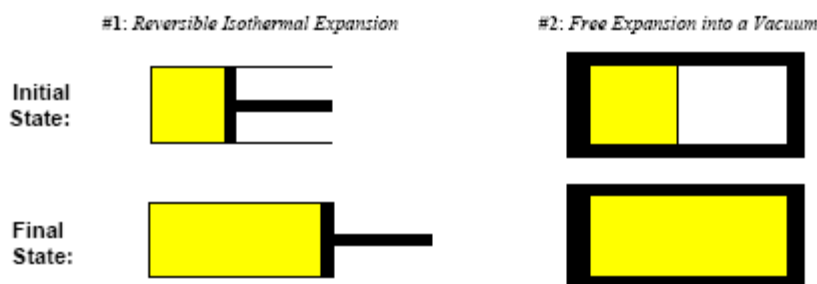 #1: Reversible Isothermal Expansion
#2: Free Expansion into a Vacuum
Initial
State:
Final
State: